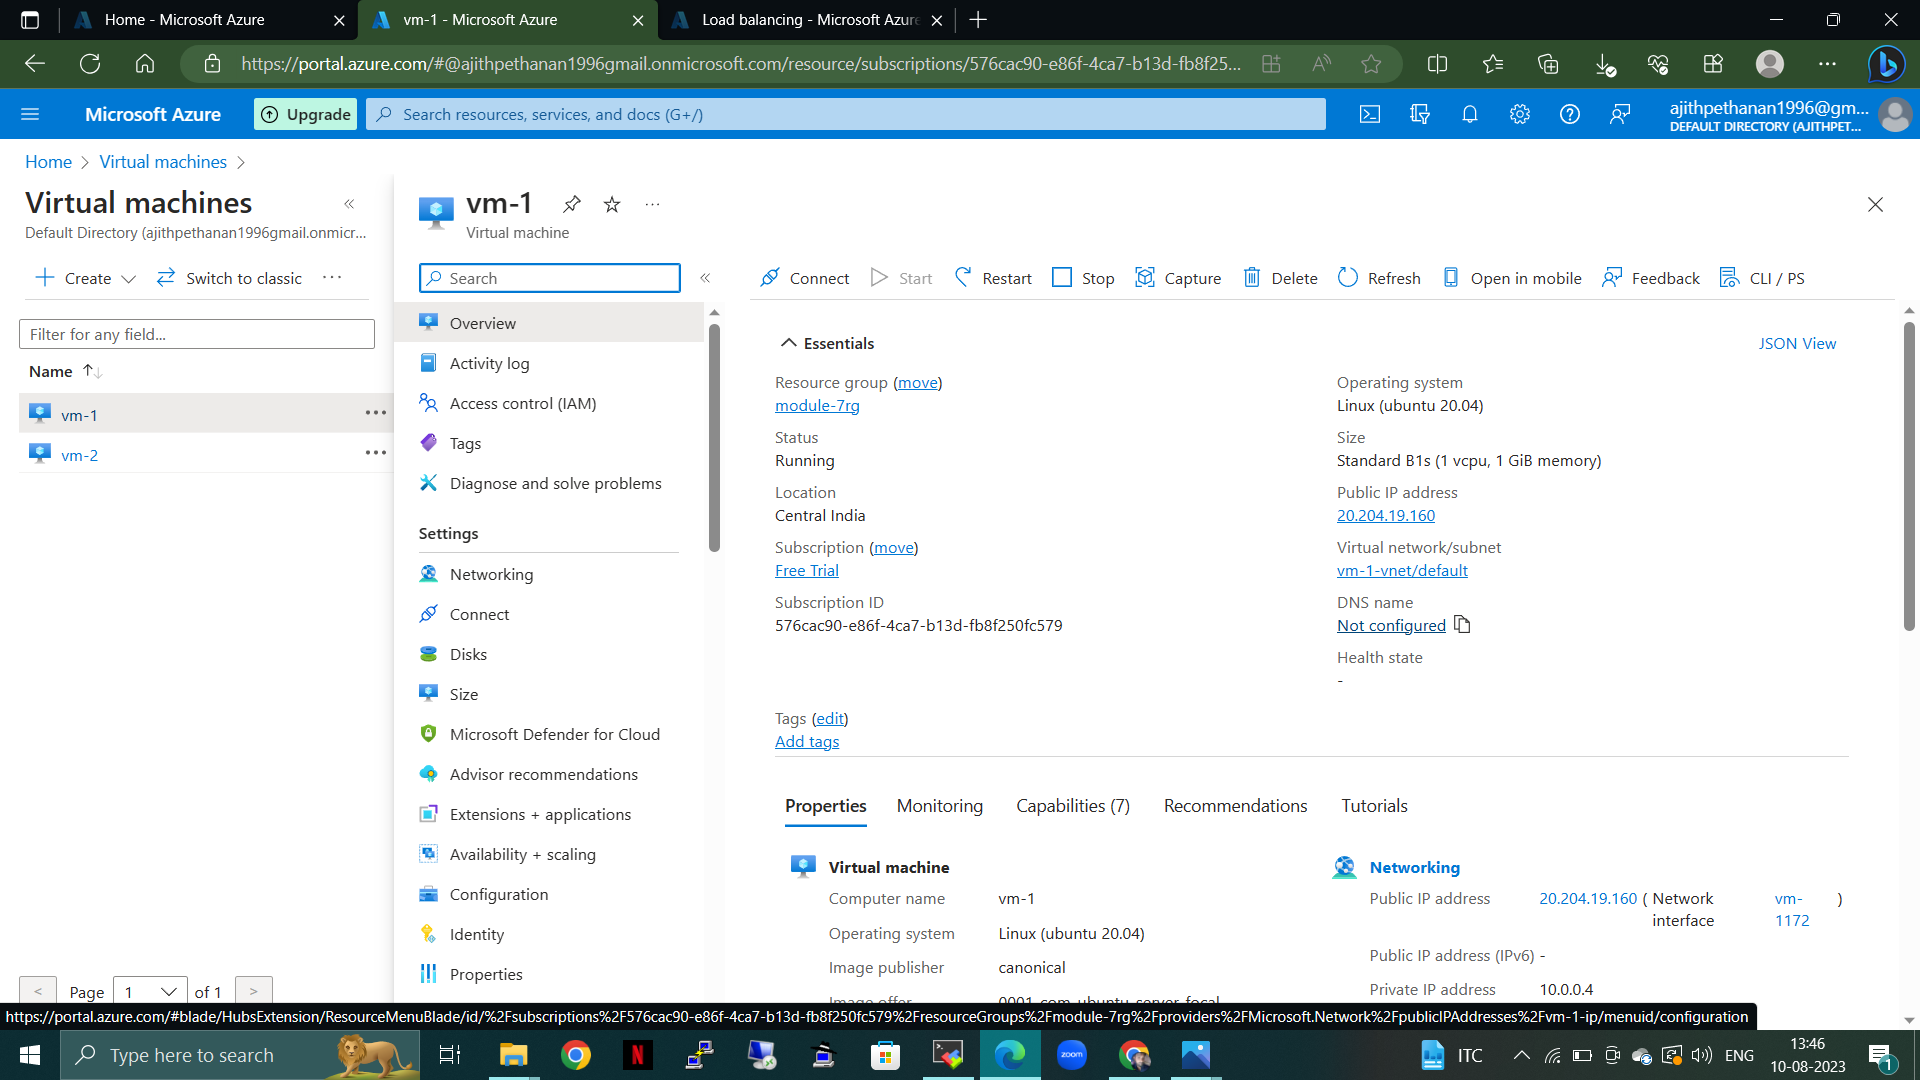 Home - Microsoft Azure
vm-1 - Microsoft Azure
Load balancing - Microsoft Azure
https://portal.azure.com/#@ajithpethanan1996gmail.onmicrosoft.com/resource/subscriptions/576cac90-e86f-4ca7-b13d-fb8f25...
Microsoft Azure
Upgrade
Search resources, services, and docs (G+/)
ajithpethanan1996@gm...
DEFAULT DIRECTORY (AJITHPET...
Home > Virtual machines >
Virtual machines
Default Directory (ajithpethanan1996gmail.onmicr...
Create
Switch to classic
Filter for any field...
Name
vm-1
vm-2
< Page 1 of 1 >
vm-1
Virtual machine
Search
Overview
Activity log
Access control (IAM)
Tags
Diagnose and solve problems
Settings
Networking
Connect
Disks
Size
Microsoft Defender for Cloud
Advisor recommendations
Extensions + applications
Availability + scaling
Configuration
Identity
Properties
Connect Start Restart Stop Capture Delete Refresh Open in mobile Feedback CLI / PS
Essentials
JSON View
Resource group (move)
module-7rg
Status
Running
Location
Central India
Subscription (move)
Free Trial
Subscription ID
576cac90-e86f-4ca7-b13d-fb8f250fc579
Operating system
Linux (ubuntu 20.04)
Size
Standard B1s (1 vcpu, 1 GiB memory)
Public IP address
20.204.19.160
Virtual network/subnet
vm-1-vnet/default
DNS name
Not configured
Health state
-
Tags (edit)
Add tags
Properties Monitoring Capabilities (7) Recommendations Tutorials
Virtual machine
Computer name vm-1
Operating system Linux (ubuntu 20.04)
Image publisher canonical
Image offer 0001-com-ubuntu-server-focal
Networking
Public IP address 20.204.19.160 ( Network interface vm-1172 )
Public IP address (IPv6) -
Private IP address 10.0.0.4
https://portal.azure.com/#blade/HubsExtension/ResourceMenuBlade/id/%2Fsubscriptions%2F576cac90-e86f-4ca7-b13d-fb8f250fc579%2FresourceGroups%2Fmodule-7rg%2Fproviders%2FMicrosoft.Network%2FpublicIPAddresses%2Fvm-1-ip/menuid/configuration
Type here to search
zoom
ITC
ENG
13:46
10-08-2023
1